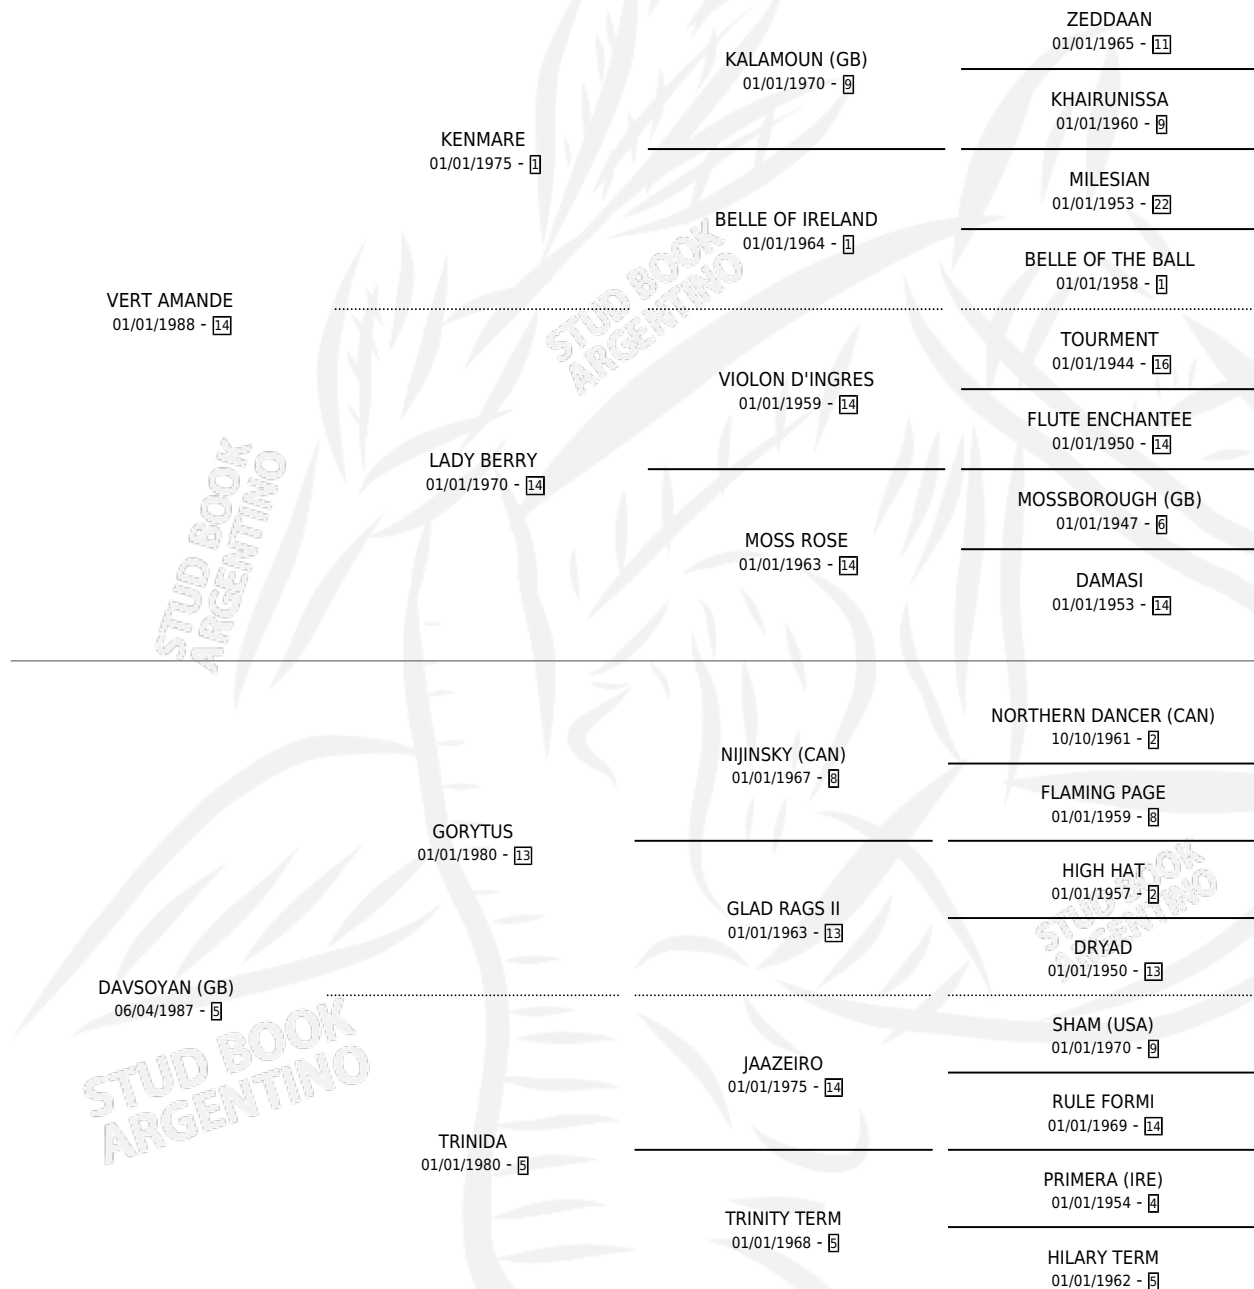 ZEDDAAN
01/01/1965 - 11
KALAMOUN (GB)
01/01/1970 - 9
KHAIRUNISSA
01/01/1960 - 9
KENMARE
01/01/1975 - 1
MILESIAN
01/01/1953 - 22
BELLE OF IRELAND
01/01/1964 - 1
BELLE OF THE BALL
01/01/1958 - 1
VERT AMANDE
01/01/1988 - 14
TOURMENT
01/01/1944 - 16
VIOLON D'INGRES
01/01/1959 - 14
FLUTE ENCHANTEE
01/01/1950 - 14
LADY BERRY
01/01/1970 - 14
MOSSBOROUGH (GB)
01/01/1947 - 6
MOSS ROSE
01/01/1963 - 14
DAMASI
01/01/1953 - 14
STUD BOOK
ARGENTINO
STUD BOOK
ARGENTINO
NORTHERN DANCER (CAN)
10/10/1961 - 2
NIJINSKY (CAN)
01/01/1967 - 8
FLAMING PAGE
01/01/1959 - 8
GORYTUS
01/01/1980 - 13
HIGH HAT
01/01/1957 - 2
GLAD RAGS II
01/01/1963 - 13
DRYAD
01/01/1950 - 13
DAVSOYAN (GB)
06/04/1987 - 5
SHAM (USA)
01/01/1970 - 9
JAAZEIRO
01/01/1975 - 14
RULE FORMI
01/01/1969 - 14
TRINIDA
01/01/1980 - 5
PRIMERA (IRE)
01/01/1954 - 4
TRINITY TERM
01/01/1968 - 5
HILARY TERM
01/01/1962 - 5
STUD BOOK
ARGENTINO
STUD BOOK
ARGENTINO